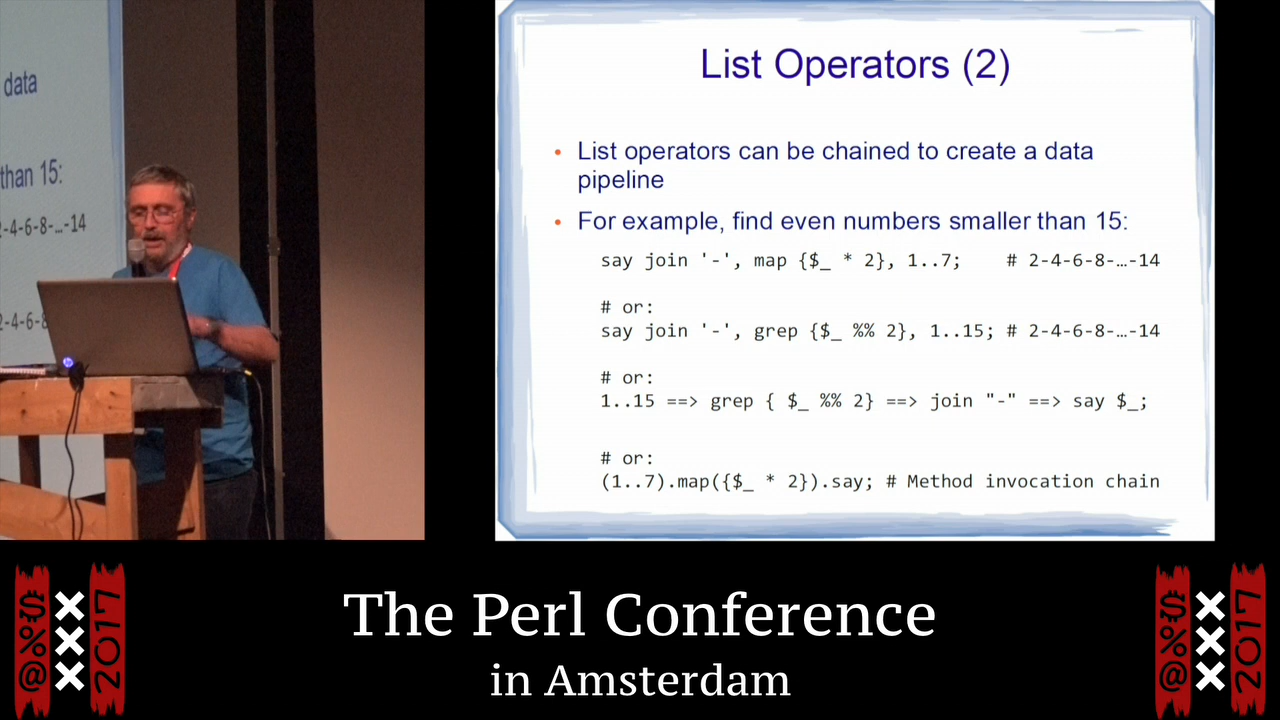 data
than 15:
2-4-6-8-…-14
2-4-6-8
List Operators (2)
• List operators can be chained to create a data
pipeline
• For example, find even numbers smaller than 15:
say join '-', map {$_ * 2}, 1..7; # 2-4-6-8-…-14
# or:
say join '-', grep {$_ %% 2}, 1..15; # 2-4-6-8-…-14
# or:
1..15 ==> grep { $_ %% 2} ==> join "-" ==> say $_;
# or:
(1..7).map({$_ * 2}).say; # Method invocation chain
The Perl Conference
in Amsterdam
@%$
XXX
2017
@%$
XXX
2017